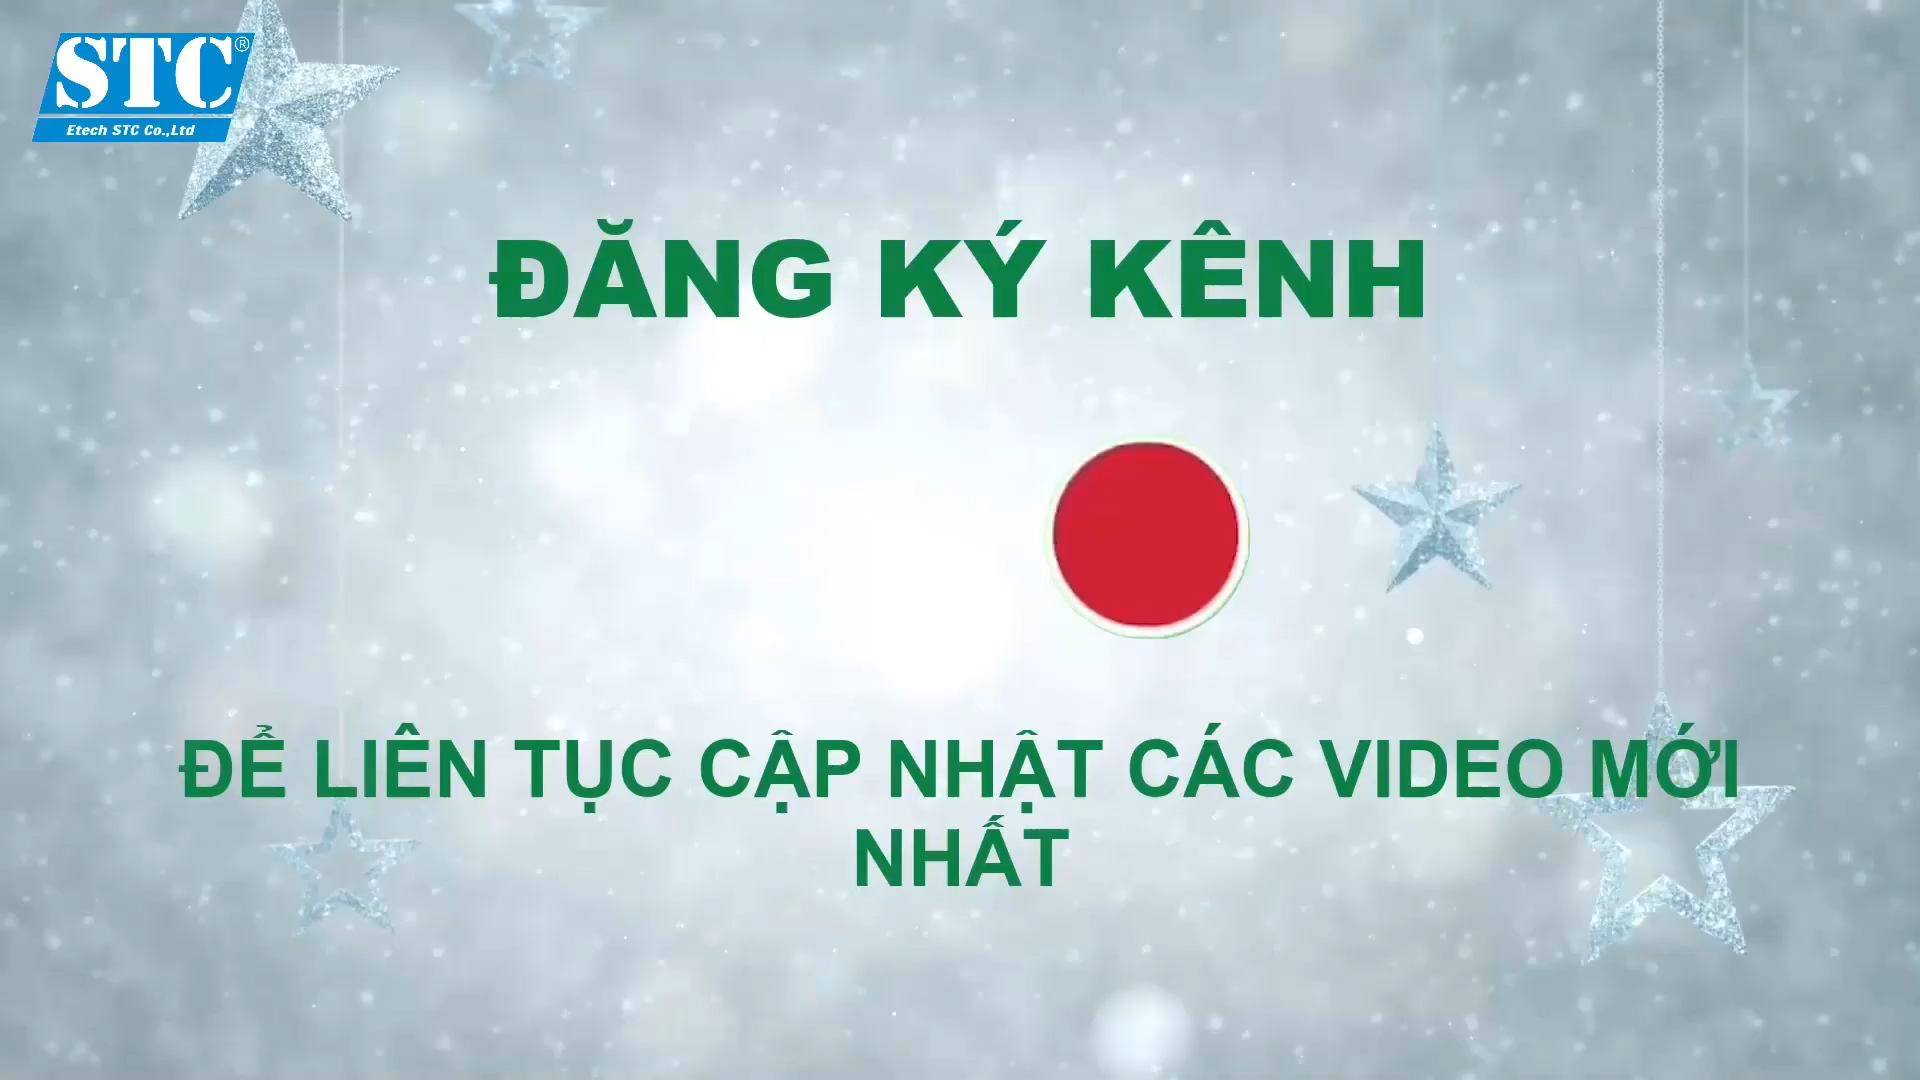 STC®
Etech STC Co.,Ltd
ĐĂNG KÝ KÊNH
ĐỂ LIÊN TỤC CẬP NHẬT CÁC VIDEO MỚI
NHẤT